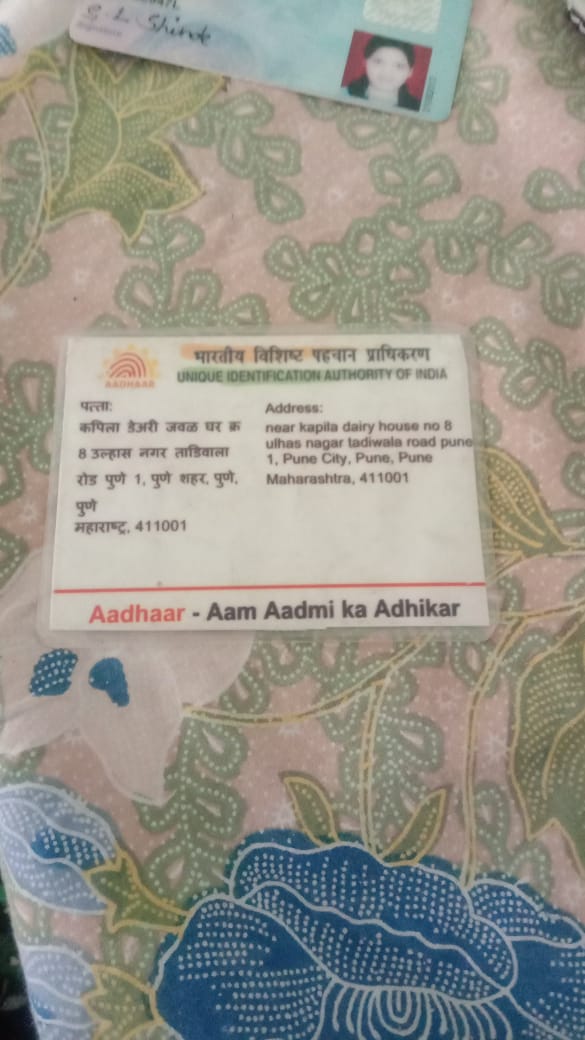 S. L. Shinde
Signature
भारतीय विशिष्ट पहचान प्राधिकरण
UNIQUE IDENTIFICATION AUTHORITY OF INDIA
AADHAAR
पत्ता:
कपिला डेअरी जवळ घर क्र
8 उल्हास नगर ताडिवाला
रोड पुणे 1, पुणे शहर, पुणे,
पुणे
महाराष्ट्र, 411001
Address:
near kapila dairy house no 8
ulhas nagar tadiwala road pune
1, Pune City, Pune, Pune
Maharashtra, 411001
Aadhaar - Aam Aadmi ka Adhikar